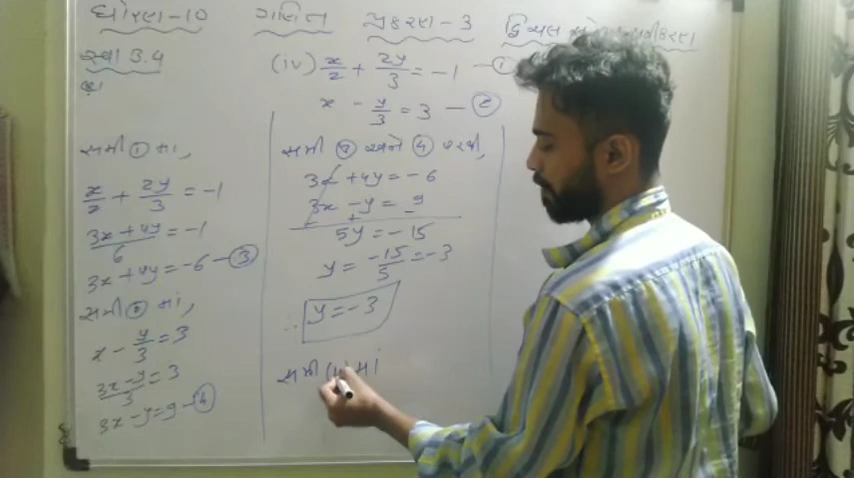 ધોરણ-10 ગણિત પ્રકરણ-3 દ્વિચલ
સ્વા 3.4
(iv) x/2 + 2y/3 = -1 — ①
x - y/3 = 3 — ②
સમી ① માં,
x/2 + 2y/3 = -1
3x + 4y/6 = -1
3x + 4y = -6 — ③
સમી ② માં,
x - y/3 = 3
3x - y/3 = 3
3x - y = 9 — ④
સમી ③ અને ④ પરથી,
3x + 4y = -6
3x - y = 9
- + -
5y = -15
y = -15/5 = -3
∴ y = -3
સમી માં